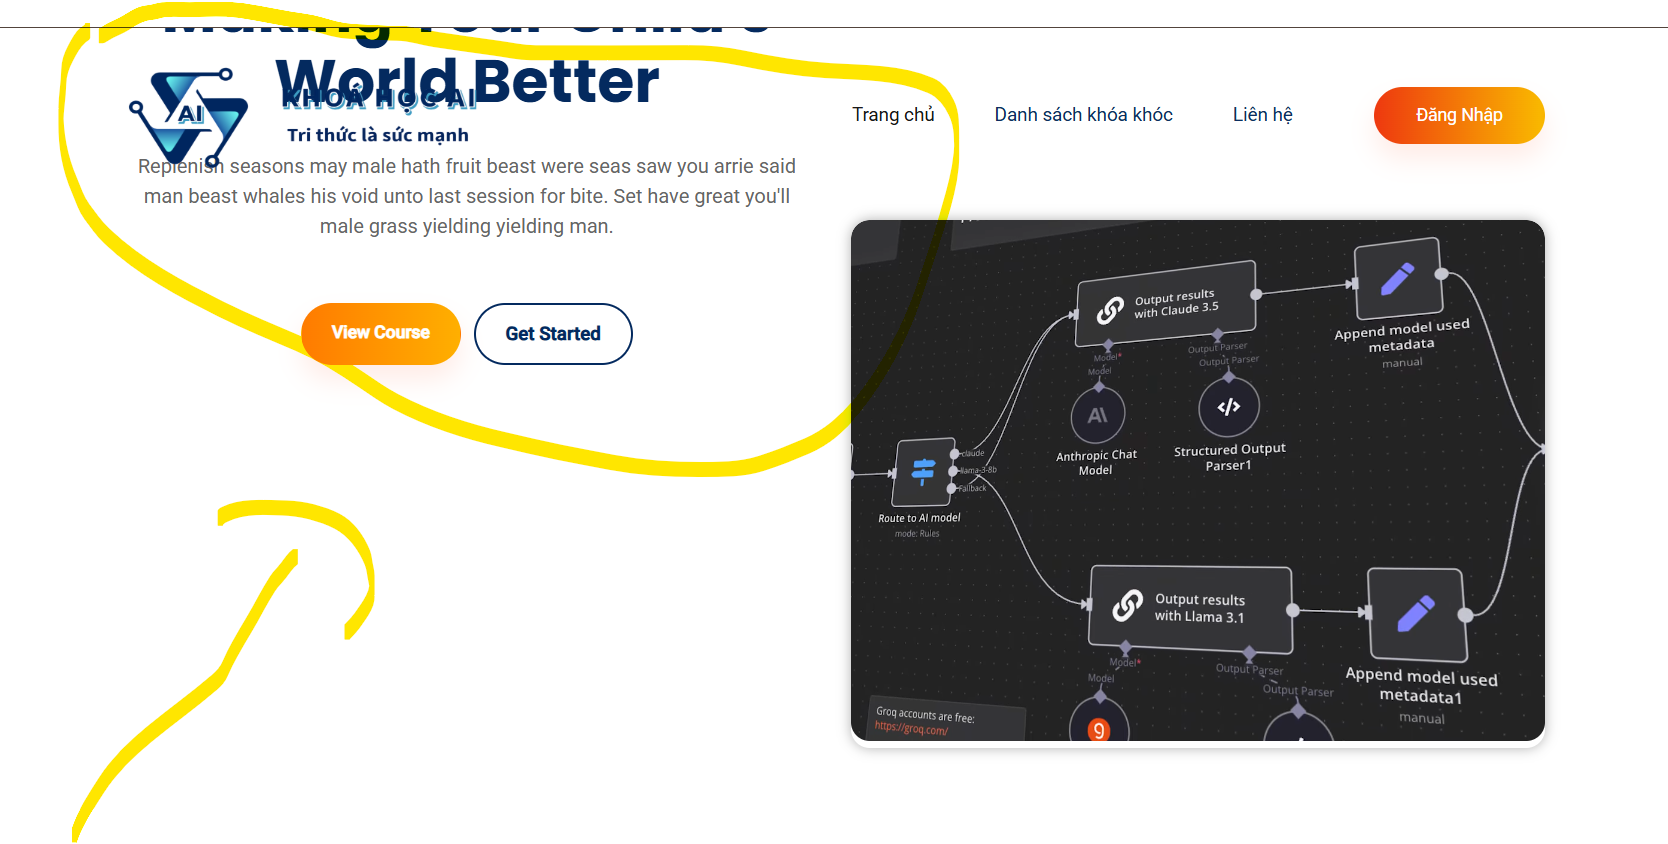 Making Your Child's
World Better
AI
KHOÁ HỌC AI
Tri thức là sức mạnh
Trang chủ
Danh sách khóa khóc
Liên hệ
Đăng Nhập
Replenish seasons may male hath fruit beast were seas saw you arrie said
man beast whales his void unto last session for bite. Set have great you'll
male grass yielding yielding man.
View Course
Get Started
Output results
with Claude 3.5
Append model used
metadata
manual
Model*
Model
Output Parser
Output Parser
AI
Anthropic Chat
Model
</>
Structured Output
Parser1
claude
llama-3-8b
Fallback
Route to AI model
mode: Rules
Output results
with Llama 3.1
Model*
Model
Output Parser
Output Parser
Append model used
metadata1
manual
Groq accounts are free:
https://groq.com/